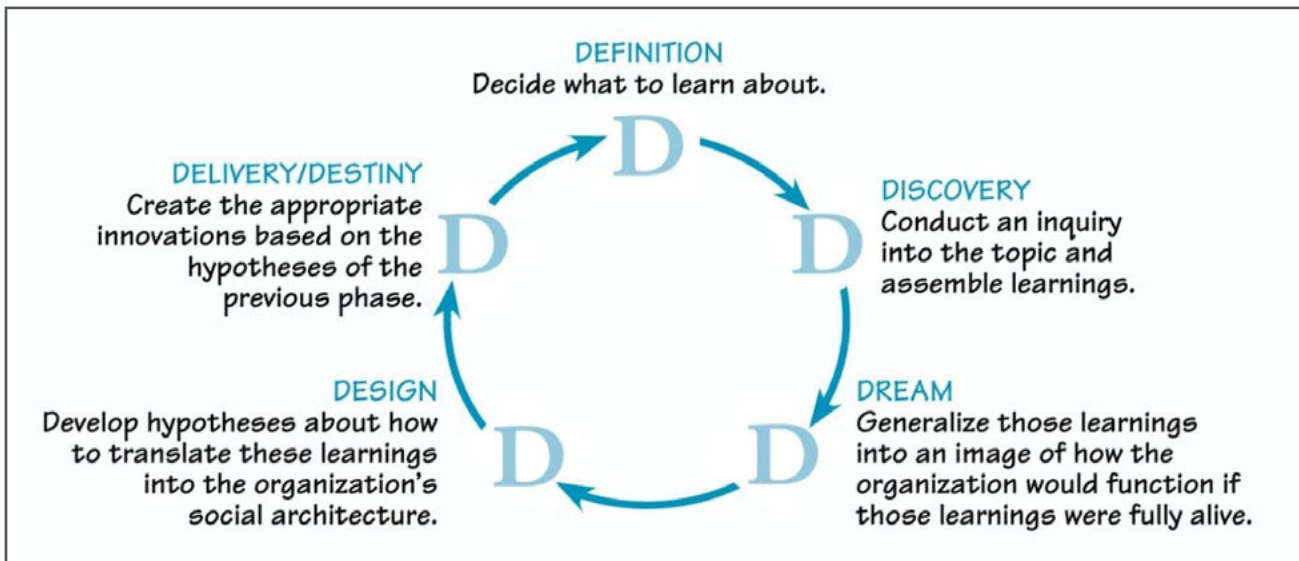 DEFINITION
Decide what to learn about.
D
DISCOVERY
Conduct an inquiry
into the topic and
assemble learnings.
D
DREAM
Generalize those learnings
into an image of how the
organization would function if
those learnings were fully alive.
D
DESIGN
Develop hypotheses about how
to translate these learnings
into the organization's
social architecture.
D
DELIVERY/DESTINY
Create the appropriate
innovations based on the
hypotheses of the
previous phase.
D